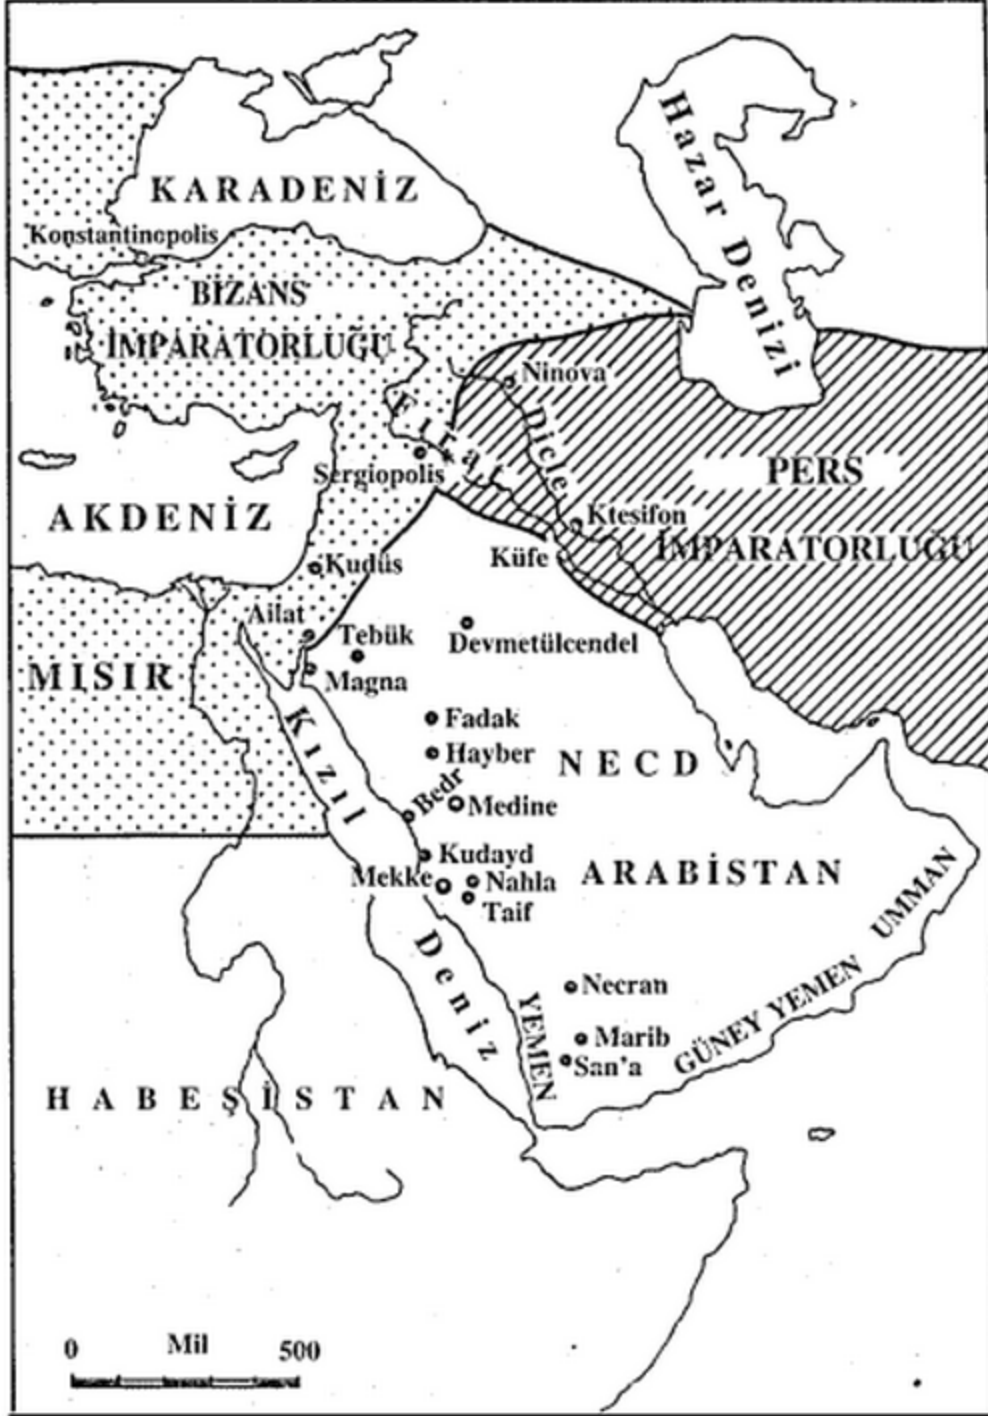 Hazar Denizi
KARADENİZ
Konstantinopolis
BİZANS
İMPARATORLUĞU
Ninova
Fırat
Dicle
PERS
İMPARATORLUĞU
Sergiopolis
AKDENİZ
Ktesifon
Küfe
Kudüs
Ailat
Tebük
Devmetülcendel
MISIR
Magna
Fadak
Hayber
NECD
Kızıl Deniz
Bedr
Medine
Kudayd
Mekke
Nahla
Taif
ARABİSTAN
UMMAN
Necran
YEMEN
Marib
San'a
GÜNEY YEMEN
HABEŞİSTAN
0 Mil 500